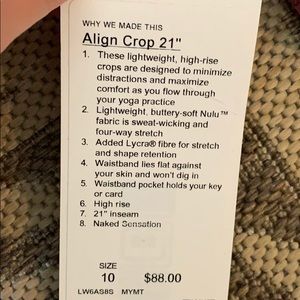 WHY WE MADE THIS
Align Crop 21"
1. These lightweight, high-rise
crops are designed to minimize
distractions and maximize
comfort as you flow through
your yoga practice
2. Lightweight, buttery-soft Nulu™
fabric is sweat-wicking and
four-way stretch
3. Added Lycra® fibre for stretch
and shape retention
4. Waistband lies flat against
your skin and won't dig in
5. Waistband pocket holds your key
or card
6. High rise
7. 21" inseam
8. Naked Sensation
SIZE
10 $88.00
LW6AS8S MYMT